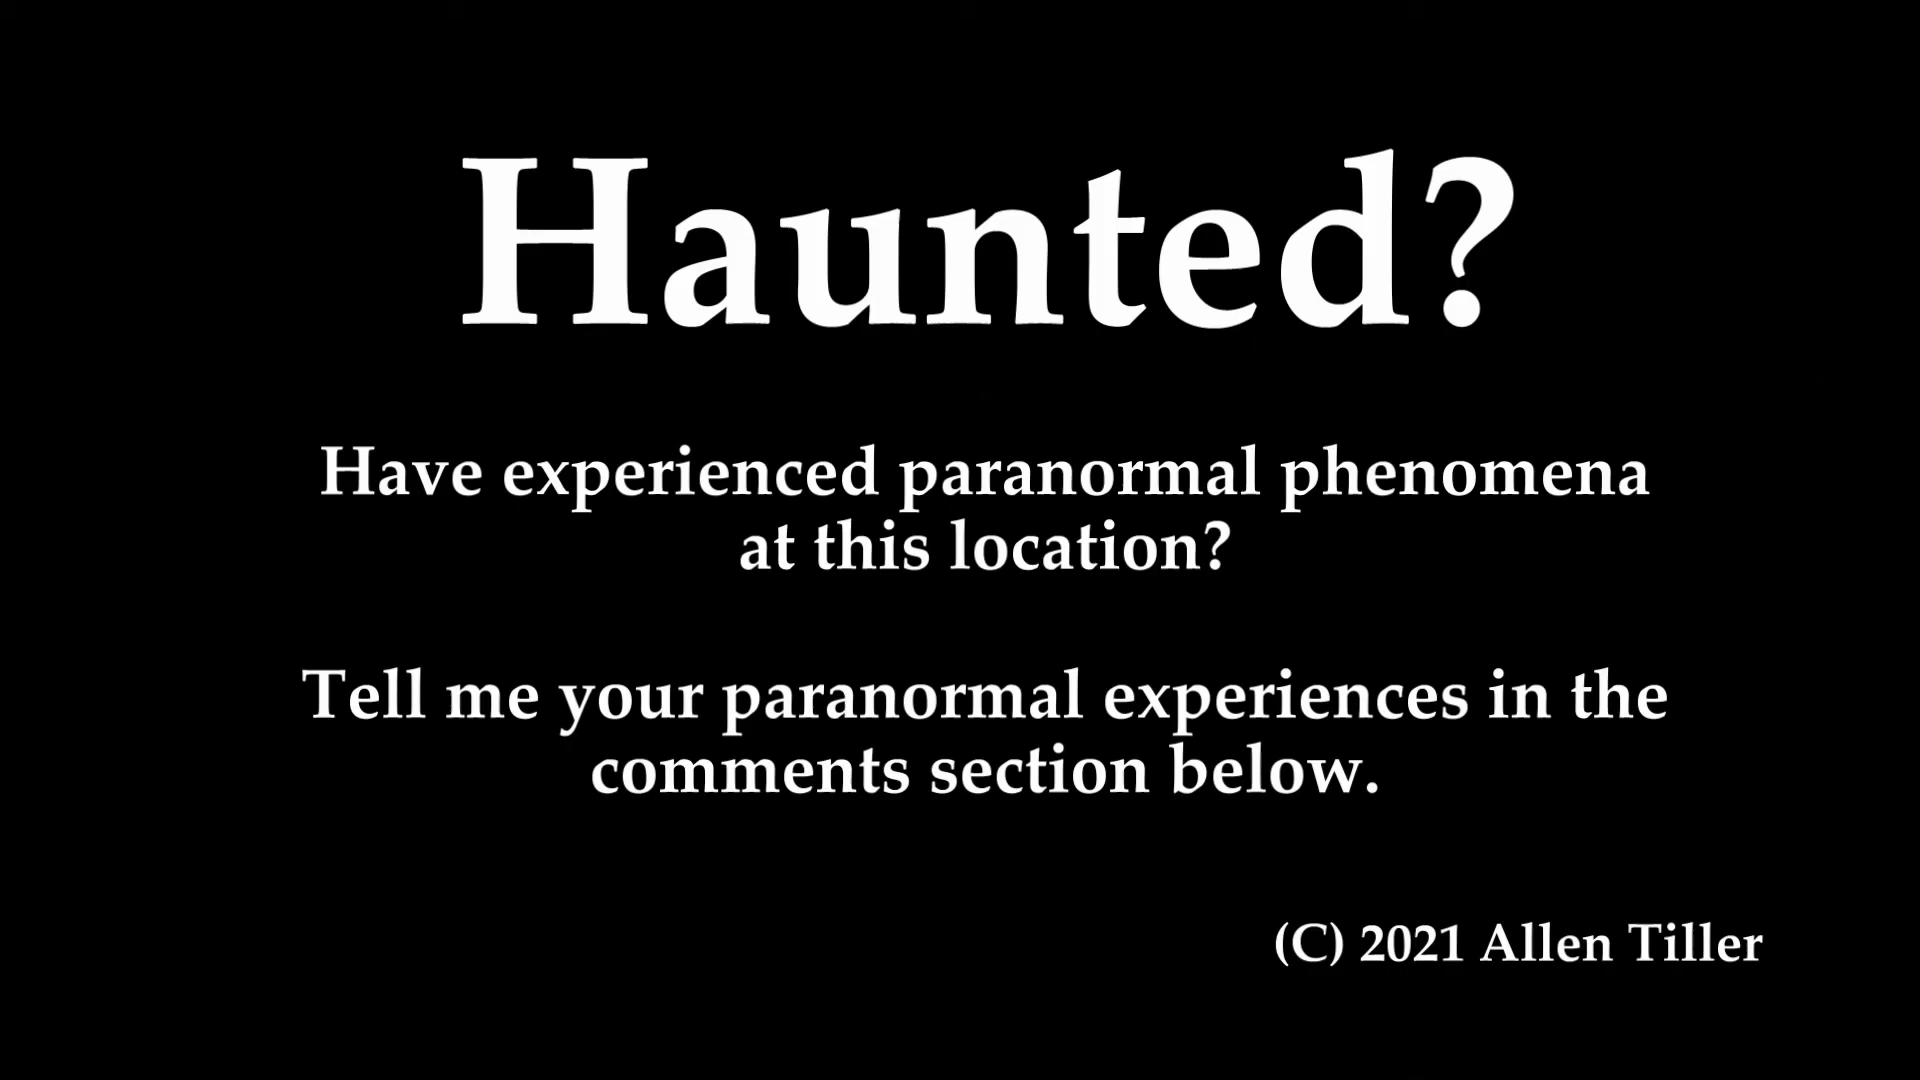 Haunted?
Have experienced paranormal phenomena
at this location?
Tell me your paranormal experiences in the
comments section below.
(C) 2021 Allen Tiller